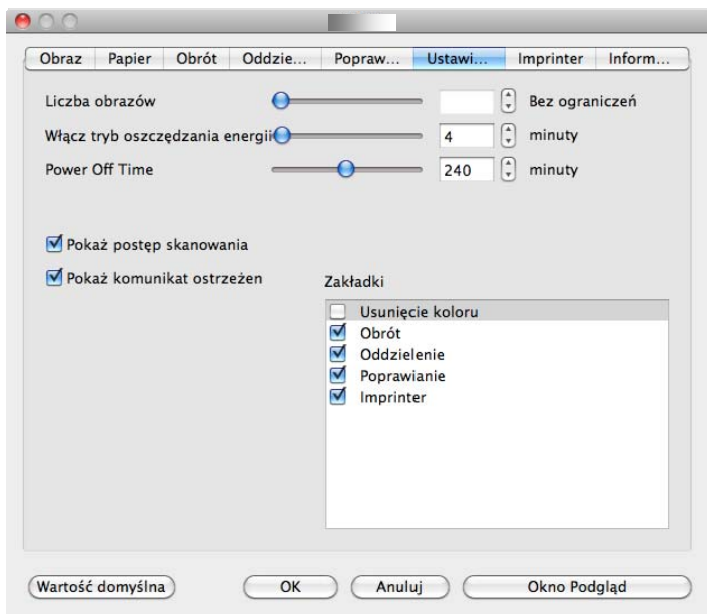 Obraz Papier Obrót Oddzie... Popraw... Ustawi... Imprinter Inform...
Liczba obrazów Bez ograniczeń
Włącz tryb oszczędzania energii 4 minuty
Power Off Time 240 minuty
Pokaż postęp skanowania
Pokaż komunikat ostrzeżen
Zakładki
Usunięcie koloru
Obrót
Oddzielenie
Poprawianie
Imprinter
Wartość domyślna OK Anuluj Okno Podgląd